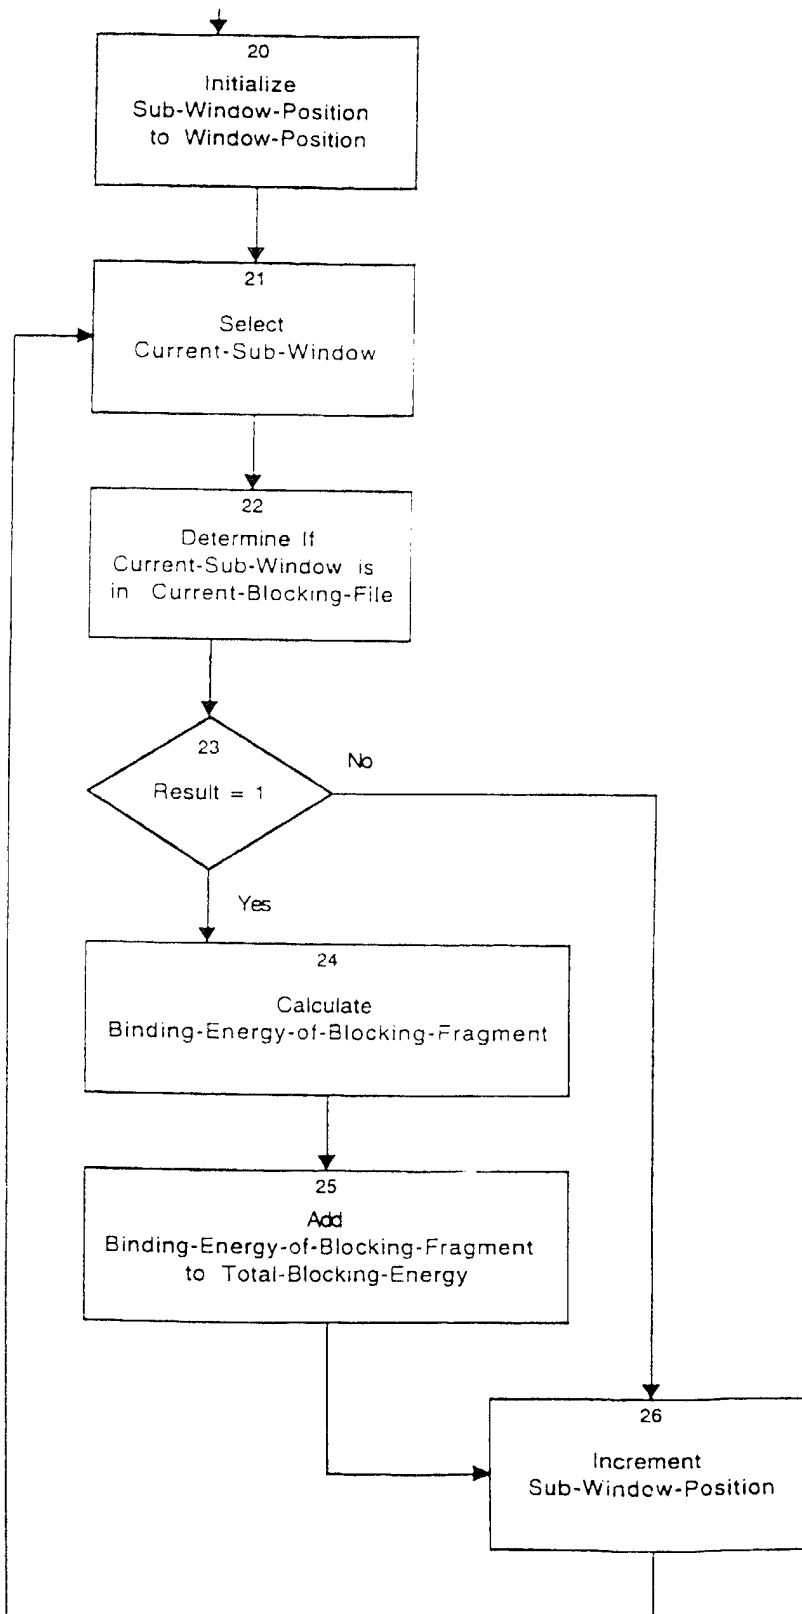 20
Initialize
Sub-Window-Position
to Window-Position
21
Select
Current-Sub-Window
22
Determine If
Current-Sub-Window is
in Current-Blocking-File
23
Result = 1
No
Yes
24
Calculate
Binding-Energy-of-Blocking-Fragment
25
Add
Binding-Energy-of-Blocking-Fragment
to Total-Blocking-Energy
26
Increment
Sub-Window-Position